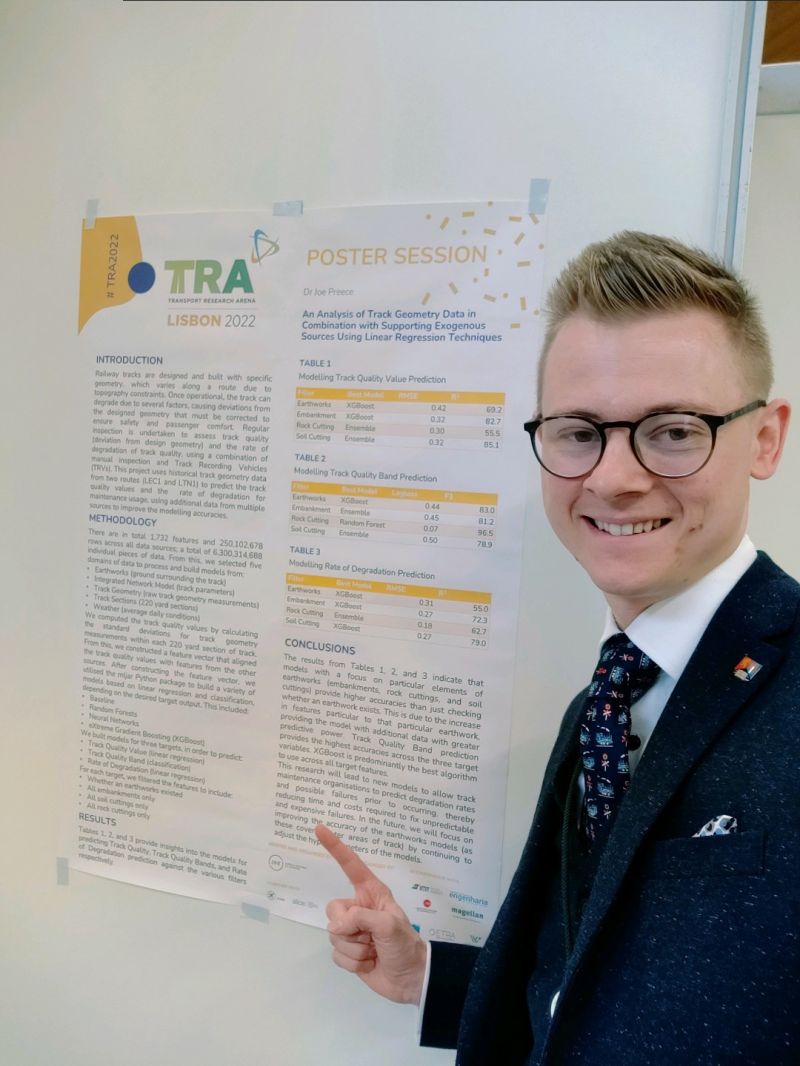 # TRA2022
TRA
TRANSPORT RESEARCH ARENA
LISBON 2022
INTRODUCTION
Railway tracks are designed and built with specific
geometry, which varies along a route due to
topography constraints. Once operational, the track can
degrade due to several factors, causing deviations from
the designed geometry that must be corrected to
ensure safety and passenger comfort. Regular
inspection is undertaken to assess track quality
(deviation from design geometry) and the rate of
degradation of track quality, using a combination of
manual inspection and Track Recording Vehicles
(TRVs). This project uses historical track geometry data
from two routes (LEC1 and LTN1) to predict the track
quality values and the rate of degradation for
maintenance usage, using additional data from multiple
sources to improve the modelling accuracies.
METHODOLOGY
There are in total 1,732 features and 250,102,678
rows across all data sources; a total of 6,300,314,688
individual pieces of data. From this, we selected five
domains of data to process and build models from:
• Earthworks (ground surrounding the track)
• Integrated Network Model (track parameters)
• Track Geometry (raw track geometry measurements)
• Track Sections (220 yard sections)
• Weather (average daily conditions)
We computed the track quality values by calculating
the standard deviations for track geometry
measurements within each 220 yard section of track.
From this, we constructed a feature vector that aligned
the track quality values with features from the other
sources. After constructing the feature vector, we
utilised the mljar Python package to build a variety of
models based on linear regression and classification,
depending on the desired target output. This included:
• Baseline
• Random Forests
• Neural Networks
• eXtreme Gradient Boosting (XGBoost)
We built models for three targets, in order to predict:
• Track Quality Value (linear regression)
• Track Quality Band (classification)
• Rate of Degradation (linear regression)
For each target, we filtered the features to include:
• Whether an earthworks existed
• All embankments only
• All soil cuttings only
• All rock cuttings only
RESULTS
Tables 1, 2, and 3 provide insights into the models for
predicting Track Quality, Track Quality Bands, and Rate
of Degradation prediction against the various filters
respectively.
POSTER SESSION
Dr Joe Preece
An Analysis of Track Geometry Data in
Combination with Supporting Exogenous
Sources Using Linear Regression Techniques
TABLE 1
Modelling Track Quality Value Prediction
Filter Best Model RMSE R²
Earthworks XGBoost 0.42 69.2
Embankment XGBoost 0.32 82.7
Rock Cutting Ensemble 0.30 55.5
Soil Cutting Ensemble 0.32 85.1
TABLE 2
Modelling Track Quality Band Prediction
Filter Best Model Logloss F1
Earthworks XGBoost 0.44 83.0
Embankment Ensemble 0.45 81.2
Rock Cutting Random Forest 0.07 96.5
Soil Cutting Ensemble 0.50 78.9
TABLE 3
Modelling Rate of Degradation Prediction
Filter Best Model RMSE R²
Earthworks XGBoost 0.31 55.0
Embankment XGBoost 0.27 72.3
Rock Cutting Ensemble 0.18 62.7
Soil Cutting XGBoost 0.27 79.0
CONCLUSIONS
The results from Tables 1, 2, and 3 indicate that
models with a focus on particular elements of
earthworks (embankments, rock cuttings, and soil
cuttings) provide higher accuracies than just checking
whether an earthwork exists. This is due to the increase
in features particular to that particular earthwork,
providing the model with additional data with greater
predictive power. Track Quality Band prediction
provides the highest accuracies across the three target
variables. XGBoost is predominantly the best algorithm
to use across all target features.
This research will lead to new models to allow track
maintenance organisations to predict degradation rates
and possible failures prior to occurring, thereby
reducing time and costs required to fix unpredictable
and expensive failures. In the future, we will focus on
improving the accuracy of the earthworks models (as
these cover areas of track) by continuing to
adjust the of the models.
engenharia
magellan
ETRA